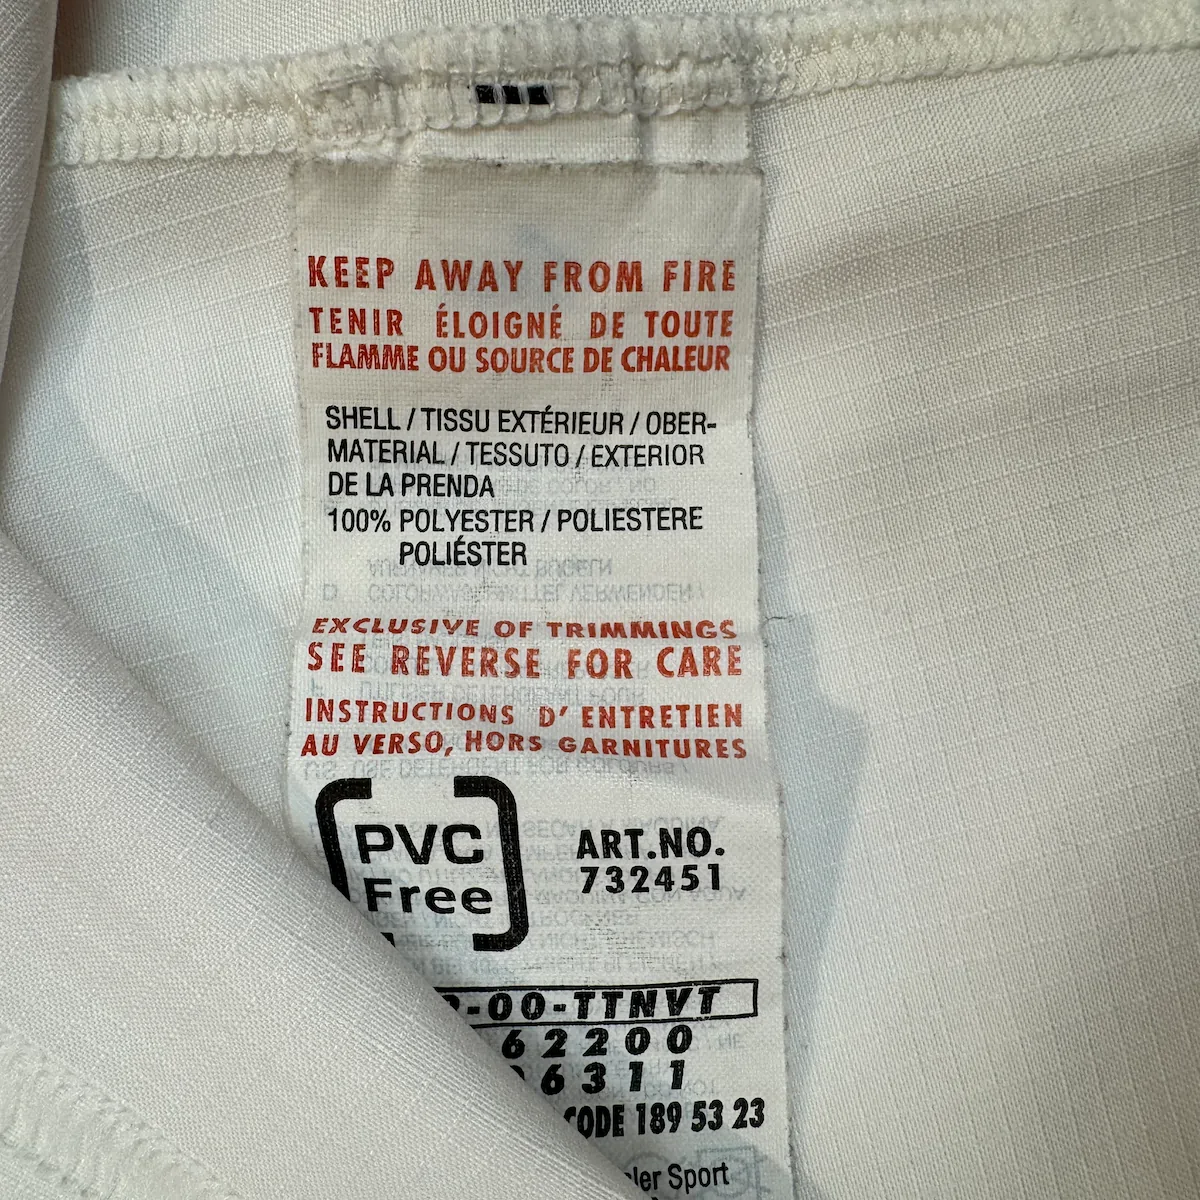 KEEP AWAY FROM FIRE
TENIR ÉLOIGNÉ DE TOUTE
FLAMME OU SOURCE DE CHALEUR
SHELL / TISSU EXTÉRIEUR / OBER-
MATERIAL / TESSUTO / EXTERIOR
DE LA PRENDA
100% POLYESTER / POLIESTERE
POLIÉSTER
EXCLUSIVE OF TRIMMINGS
SEE REVERSE FOR CARE
INSTRUCTIONS D' ENTRETIEN
AU VERSO, HORS GARNITURES
PVC
Free
ART.NO.
732451
-00-TTNVT
62200
6311
CODE 189 53 23
Sport